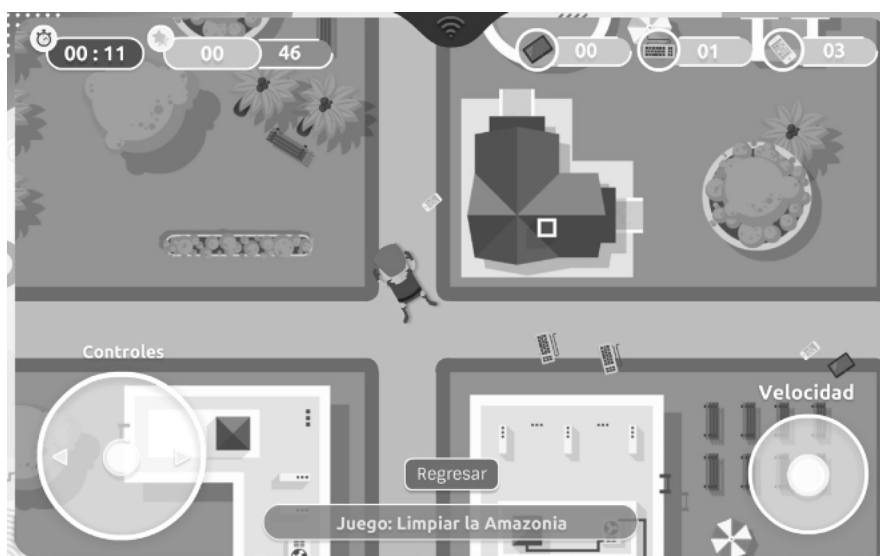 00 : 11
00 46
00
01
03
Controles
Velocidad
Regresar
Juego: Limpiar la Amazonia